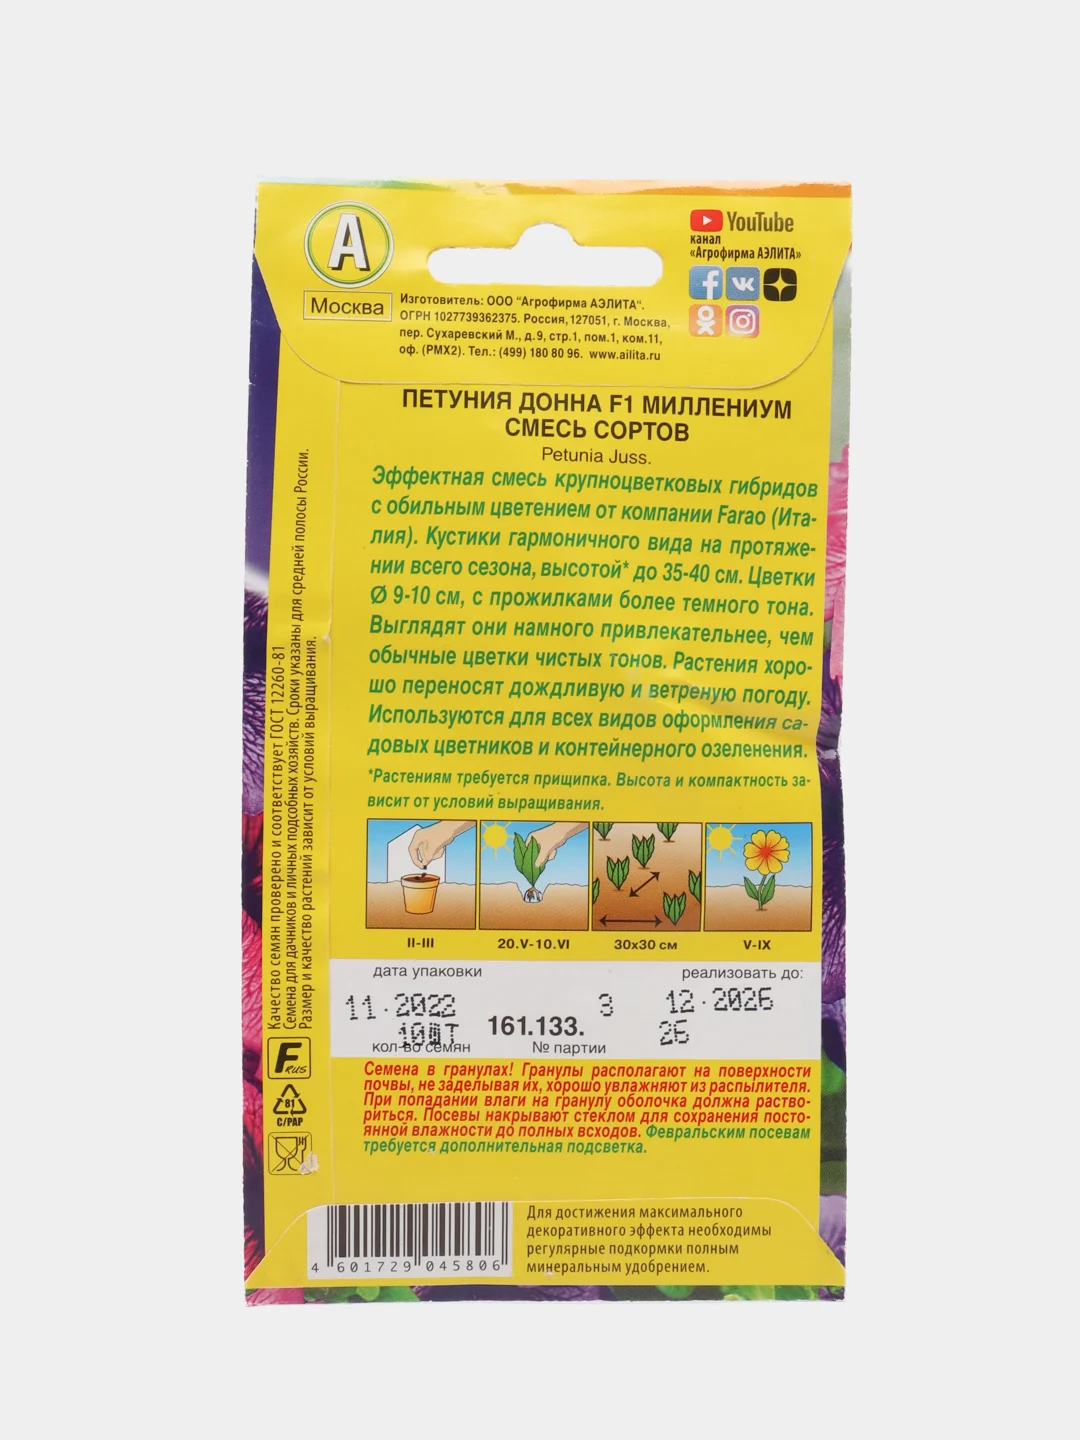 А
Москва
Изготовитель: ООО "Агрофирма АЭЛИТА".
ОГРН 1027739362375. Россия,127051, г. Москва,
пер. Сухаревский М., д.9, стр.1, пом.1, ком.11,
оф. (РМХ2). Тел.: (499) 180 80 96. www.ailita.ru
YouTube
канал
«Агрофирма АЭЛИТА»
ПЕТУНИЯ ДОННА F1 МИЛЛЕНИУМ
СМЕСЬ СОРТОВ
Petunia Juss.
Эффектная смесь крупноцветковых гибридов
с обильным цветением от компании Farao (Ита-
лия). Кустики гармоничного вида на протяже-
нии всего сезона, высотой* до 35-40 см. Цветки
Ø 9-10 см, с прожилками более темного тона.
Выглядят они намного привлекательнее, чем
обычные цветки чистых тонов. Растения хоро-
шо переносят дождливую и ветреную погоду.
Используются для всех видов оформления са-
довых цветников и контейнерного озеленения.
*Растениям требуется прищипка. Высота и компактность за-
висит от условий выращивания.
II-III
20.V-10.VI
30x30 см
V-IX
дата упаковки
реализовать до:
11.2022
3
12.2026
10ШТ
161.133.
26
кол-во семян
№ партии
Семена в гранулах! Гранулы располагают на поверхности
почвы, не заделывая их, хорошо увлажняют из распылителя.
При попадании влаги на гранулу оболочка должна раство-
риться. Посевы накрывают стеклом для сохранения посто-
янной влажности до полных всходов. Февральским посевам
требуется дополнительная подсветка.
Качество семян проверено и соответствует ГОСТ 12260-81
Семена для дачников и личных подсобных хозяйств. Сроки указаны для средней полосы России.
Размер и качество растений зависит от условий выращивания.
F RUS
81
C/PAP
4 601729 045806
Для достижения максимального
декоративного эффекта необходимы
регулярные подкормки полным
минеральным удобрением.